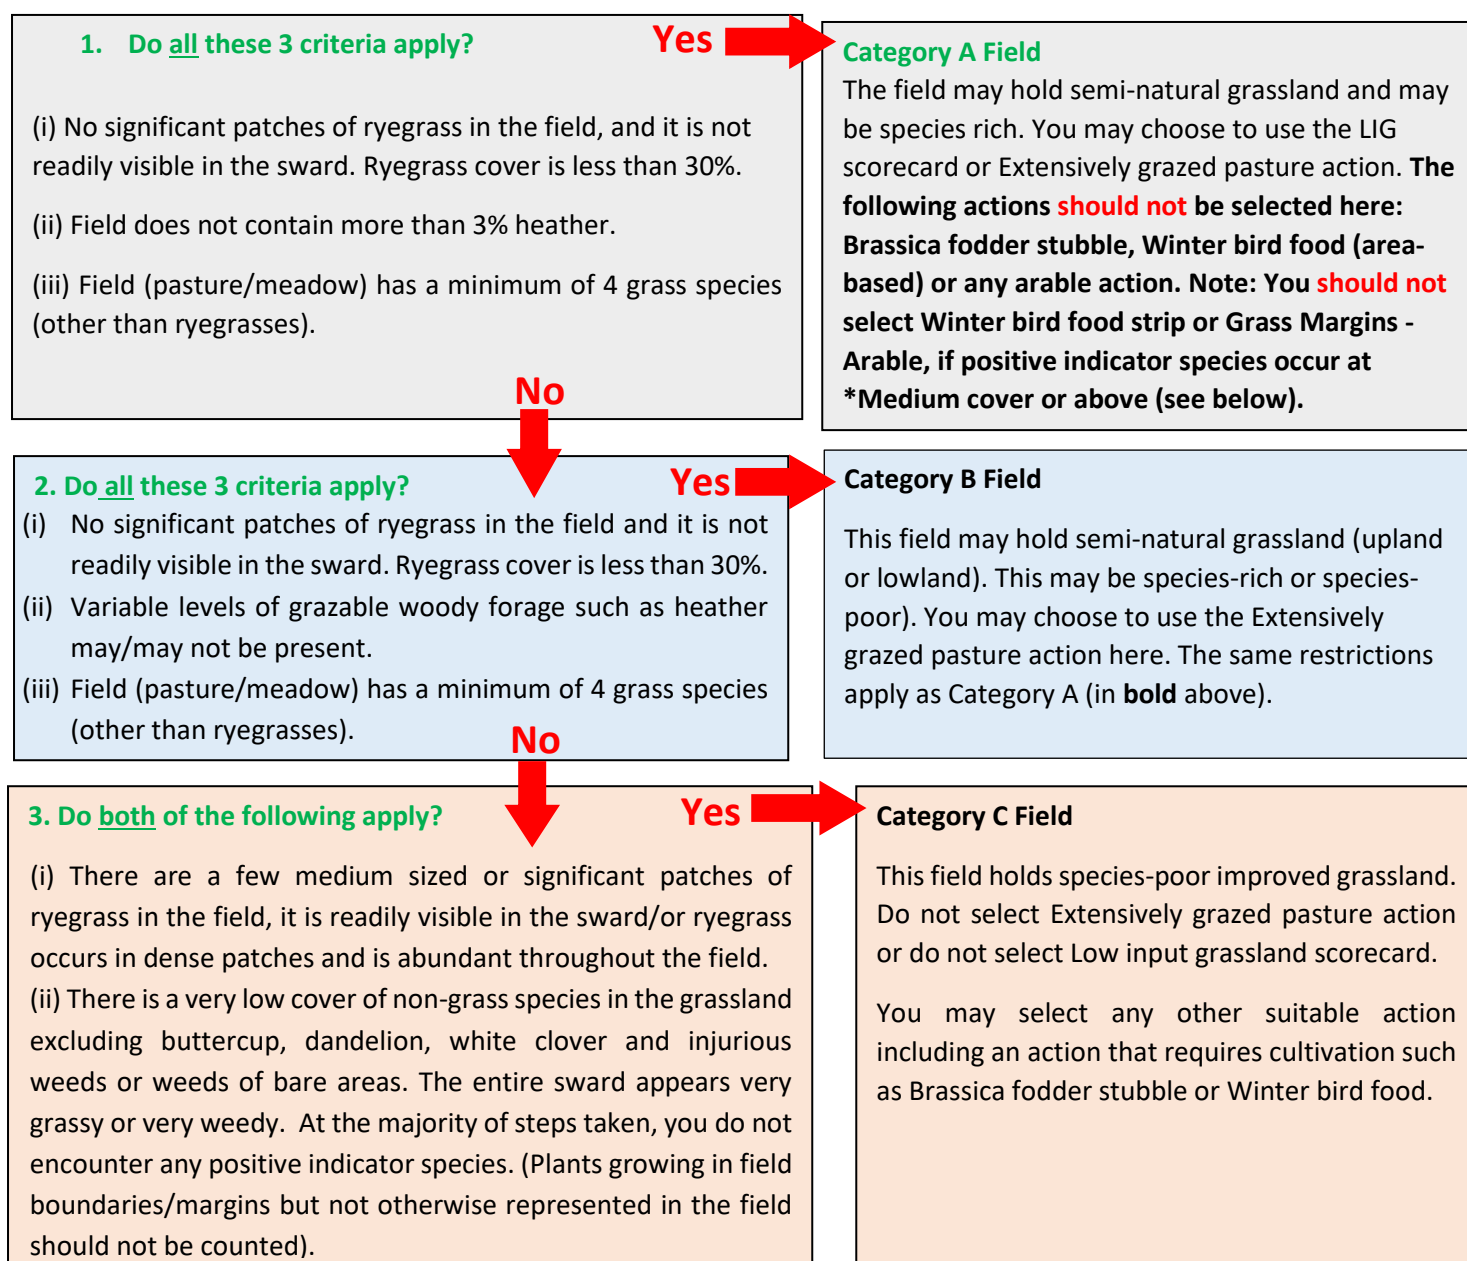 1. Do all these 3 criteria apply?
Yes
(i) No significant patches of ryegrass in the field, and it is not
readily visible in the sward. Ryegrass cover is less than 30%.
(ii) Field does not contain more than 3% heather.
(iii) Field (pasture/meadow) has a minimum of 4 grass species
(other than ryegrasses).
No
Category A Field
The field may hold semi-natural grassland and may
be species rich. You may choose to use the LIG
scorecard or Extensively grazed pasture action. The
following actions should not be selected here:
Brassica fodder stubble, Winter bird food (area-
based) or any arable action. Note: You should not
select Winter bird food strip or Grass Margins -
Arable, if positive indicator species occur at
*Medium cover or above (see below).
2. Do all these 3 criteria apply?
Yes
(i) No significant patches of ryegrass in the field and it is not
readily visible in the sward. Ryegrass cover is less than 30%.
(ii) Variable levels of grazable woody forage such as heather
may/may not be present.
(iii) Field (pasture/meadow) has a minimum of 4 grass species
(other than ryegrasses).
No
Category B Field
This field may hold semi-natural grassland (upland
or lowland). This may be species-rich or species-
poor). You may choose to use the Extensively
grazed pasture action here. The same restrictions
apply as Category A (in bold above).
3. Do both of the following apply?
Yes
(i) There are a few medium sized or significant patches of
ryegrass in the field, it is readily visible in the sward/or ryegrass
occurs in dense patches and is abundant throughout the field.
(ii) There is a very low cover of non-grass species in the grassland
excluding buttercup, dandelion, white clover and injurious
weeds or weeds of bare areas. The entire sward appears very
grassy or very weedy. At the majority of steps taken, you do not
encounter any positive indicator species. (Plants growing in field
boundaries/margins but not otherwise represented in the field
should not be counted).
Category C Field
This field holds species-poor improved grassland.
Do not select Extensively grazed pasture action
or do not select Low input grassland scorecard.
You may select any other suitable action
including an action that requires cultivation such
as Brassica fodder stubble or Winter bird food.